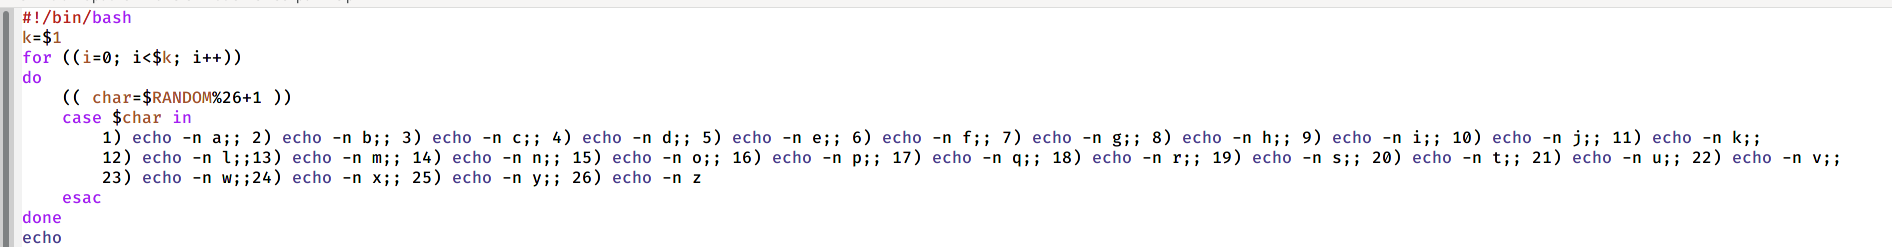 #!/bin/bash
k=$1
for ((i=0; i<$k; i++))
do
    (( char=$RANDOM%26+1 ))
    case $char in
        1) echo -n a;; 2) echo -n b;; 3) echo -n c;; 4) echo -n d;; 5) echo -n e;; 6) echo -n f;; 7) echo -n g;; 8) echo -n h;; 9) echo -n i;; 10) echo -n j;; 11) echo -n k;;
        12) echo -n l;;13) echo -n m;; 14) echo -n n;; 15) echo -n o;; 16) echo -n p;; 17) echo -n q;; 18) echo -n r;; 19) echo -n s;; 20) echo -n t;; 21) echo -n u;; 22) echo -n v;;
        23) echo -n w;;24) echo -n x;; 25) echo -n y;; 26) echo -n z
    esac
done
echo